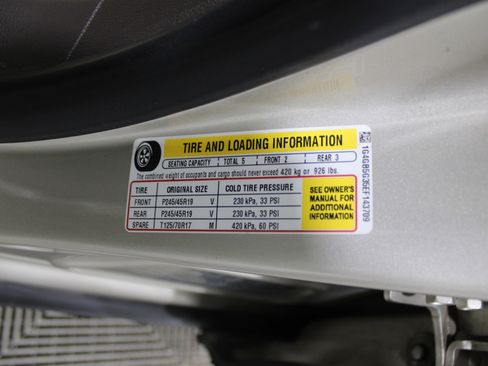 TIRE AND LOADING INFORMATION
SEATING CAPACITY TOTAL 5 FRONT 2 REAR 3
The combined weight of occupants and cargo should never exceed 420 kg or 926 lbs.
TIRE ORIGINAL SIZE COLD TIRE PRESSURE
FRONT P245/45R19 V 230 kPa, 33 PSI
REAR P245/45R19 V 230 kPa, 33 PSI
SPARE T125/70R17 M 420 kPa, 60 PSI
SEE OWNER'S
MANUAL FOR
ADDITIONAL
INFORMATION
1G4GB5G35EF143709